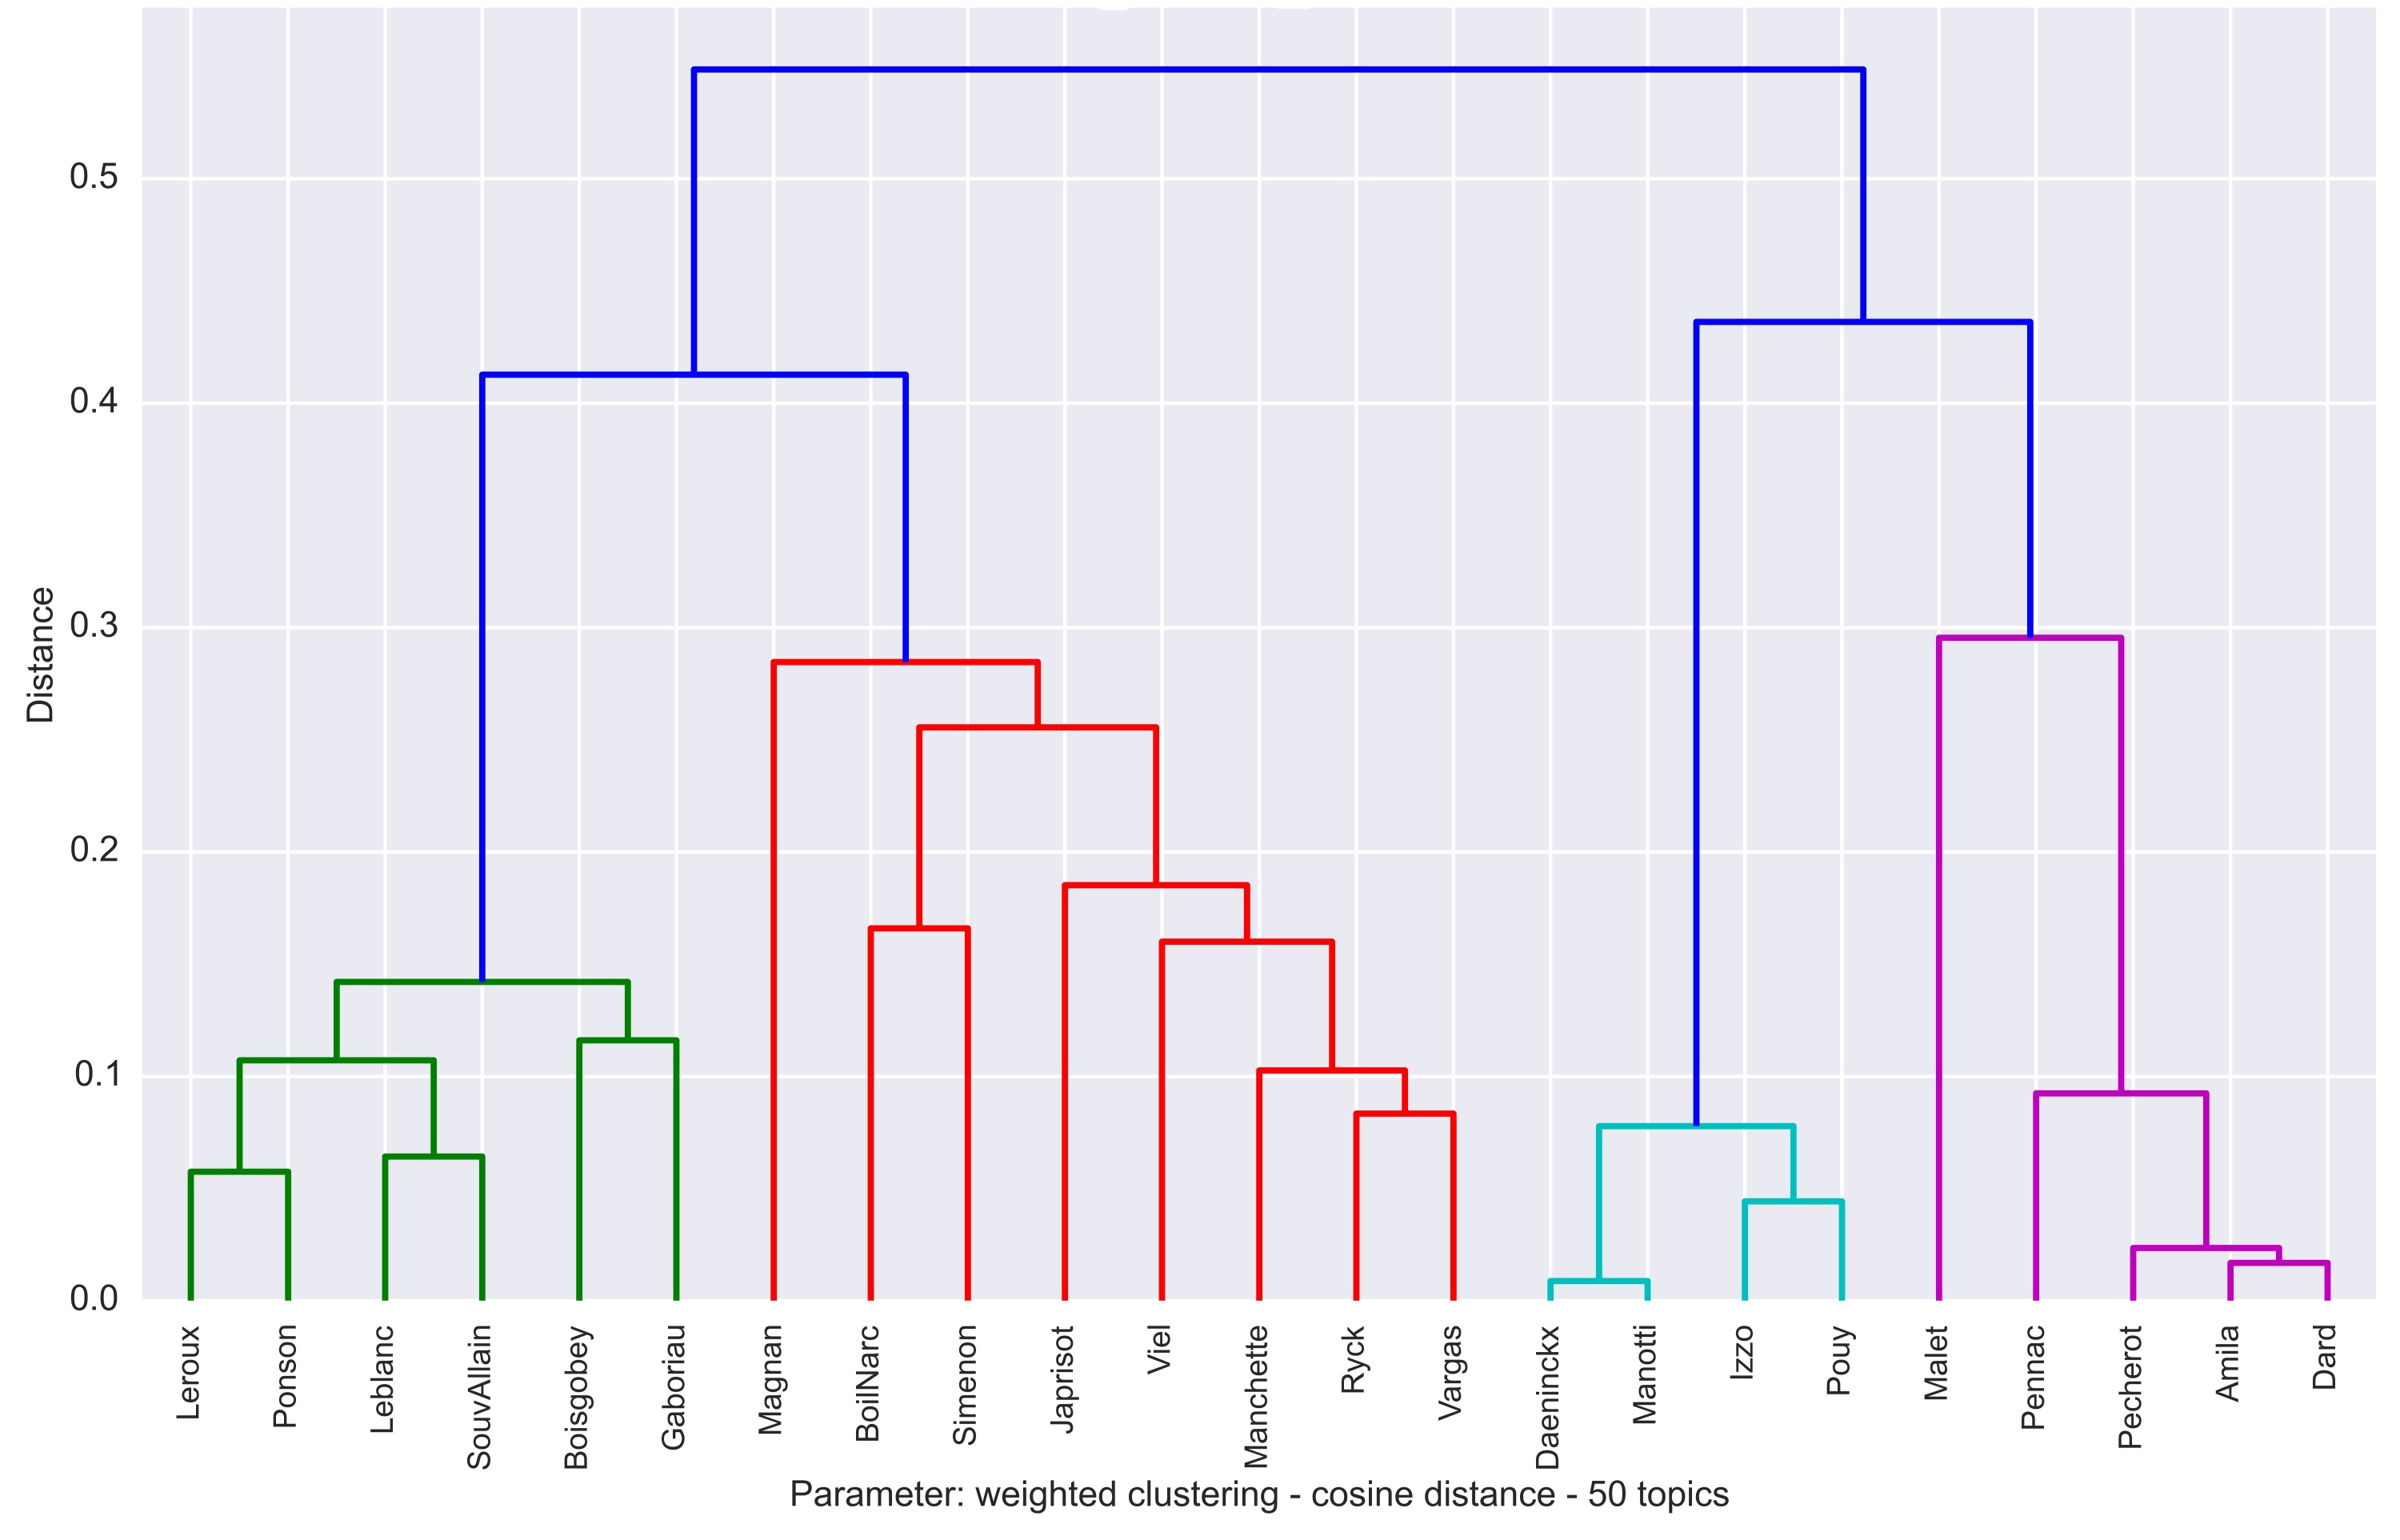 0.5
0.4
0.3
0.2
0.1
0.0
Distance
Leroux
Ponson
Leblanc
SouvAllain
Boisgobey
Gaboriau
Magnan
BoilNarc
Simenon
Japrisot
Viel
Manchette
Ryck
Vargas
Daeninckx
Manotti
Izzo
Pouy
Malet
Pennac
Pecherot
Amila
Dard
Parameter: weighted clustering - cosine distance - 50 topics